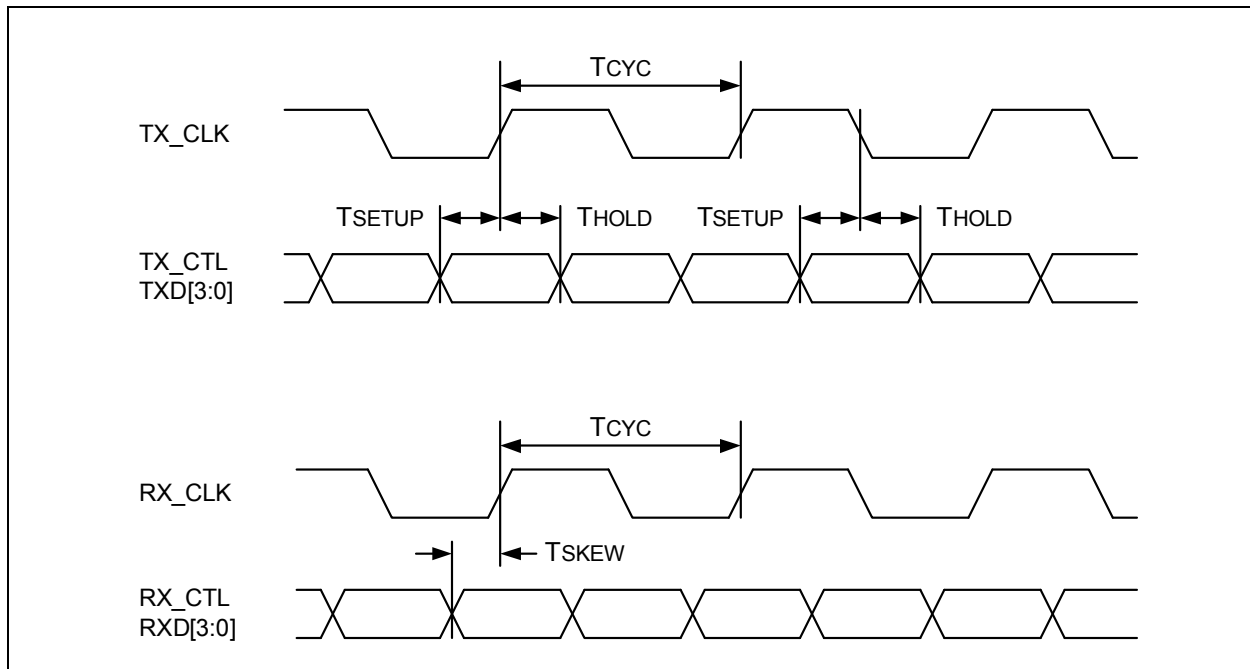 TCYC
TX_CLK
TSETUP THOLD TSETUP THOLD
TX_CTL
TXD[3:0]
TCYC
RX_CLK
TSKEW
RX_CTL
RXD[3:0]